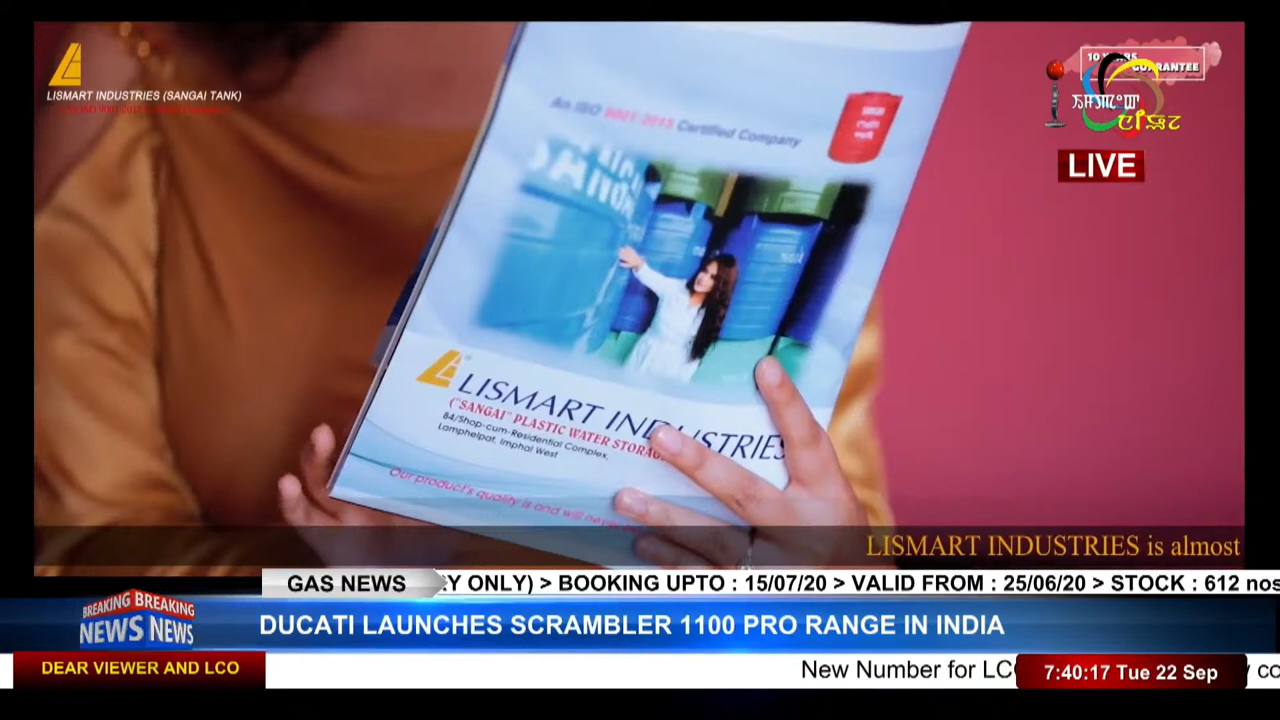 LISMART INDUSTRIES (SANGAI TANK)
10 YEARS
GUARANTEE
LIVE
An ISO 9001:2015 Certified Company
LISMART INDUSTRIES
("SANGAI" PLASTIC WATER STORAG
84/Shop-cum-Residential Complex,
Lamphelpat, Imphal West
Our product's quality is and will never
LISMART INDUSTRIES is almost
GAS NEWS
Y ONLY) > BOOKING UPTO : 15/07/20 > VALID FROM : 25/06/20 > STOCK : 612 nos
BREAKING BREAKING
NEWS NEWS
DUCATI LAUNCHES SCRAMBLER 1100 PRO RANGE IN INDIA
DEAR VIEWER AND LCO
New Number for LC
7:40:17 Tue 22 Sep